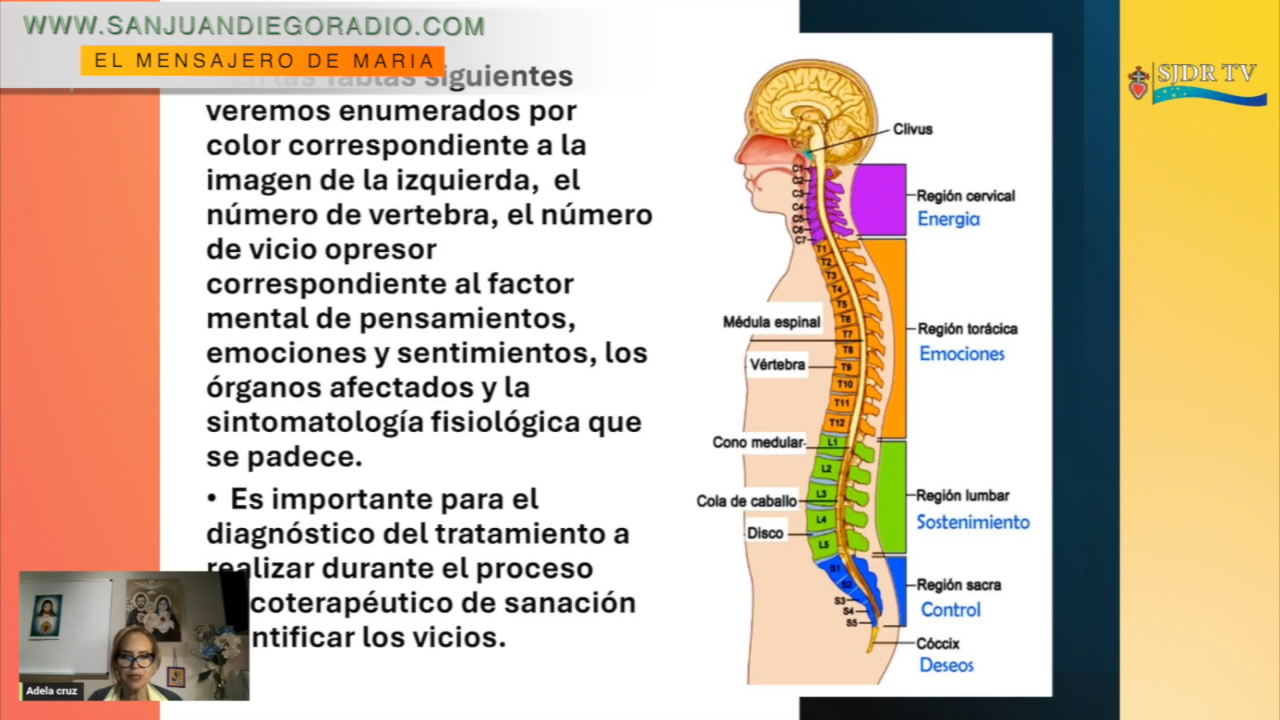 WWW.SANJUANDIEGORADIO.COM
EL MENSAJERO DE MARIA
siguientes
veremos enumerados por
color correspondiente a la
imagen de la izquierda, el
número de vertebra, el número
de vicio opresor
correspondiente al factor
mental de pensamientos,
emociones y sentimientos, los
órganos afectados y la
sintomatología fisiológica que
se padece.
• Es importante para el
diagnóstico del tratamiento a
realizar durante el proceso
coterapéutico de sanación
ntificar los vicios.
Adela cruz
SJDR TV
Clivus
C1
C2
C3
C4
C5
C6
C7
Región cervical
Energia
T1
T2
T3
T4
T5
T6
T7
T8
T9
T10
T11
T12
Médula espinal
Vértebra
Región torácica
Emociones
L1
L2
L3
L4
L5
Cono medular
Cola de caballo
Disco
Región lumbar
Sostenimiento
S1
S2
S3
S4
S5
Región sacra
Control
Cóccix
Deseos